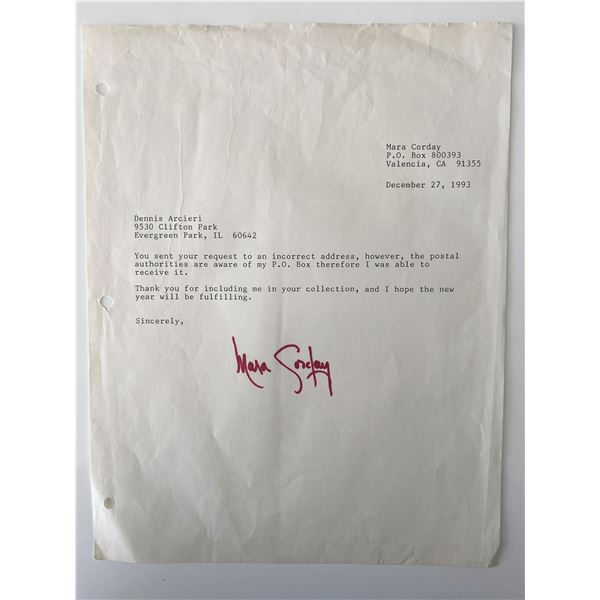 Mara Corday
P.O. Box 800393
Valencia, CA 91355
December 27, 1993
Dennis Arcieri
9530 Clifton Park
Evergreen Park, IL 60642
You sent your request to an incorrect address, however, the postal
authorities are aware of my P.O. Box therefore I was able to
receive it.
Thank you for including me in your collection, and I hope the new
year will be fulfilling.
Sincerely,
Mara Corday